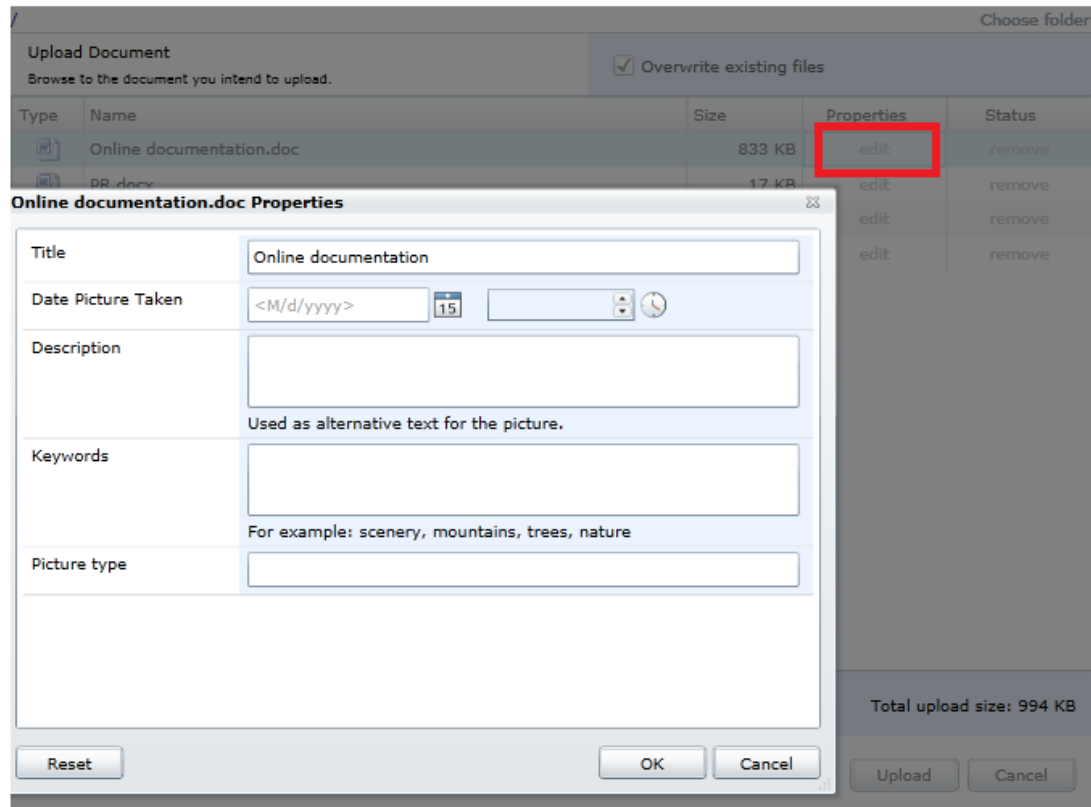 /
Choose folder
Upload Document
Browse to the document you intend to upload.
Overwrite existing files
Type Name Size Properties Status
Online documentation.doc 833 KB edit remove
PR.docx 17 KB edit remove
edit remove
edit remove
Online documentation.doc Properties
Title Online documentation
Date Picture Taken <M/d/yyyy> 15
Description
Used as alternative text for the picture.
Keywords
For example: scenery, mountains, trees, nature
Picture type
Total upload size: 994 KB
Reset OK Cancel
Upload Cancel